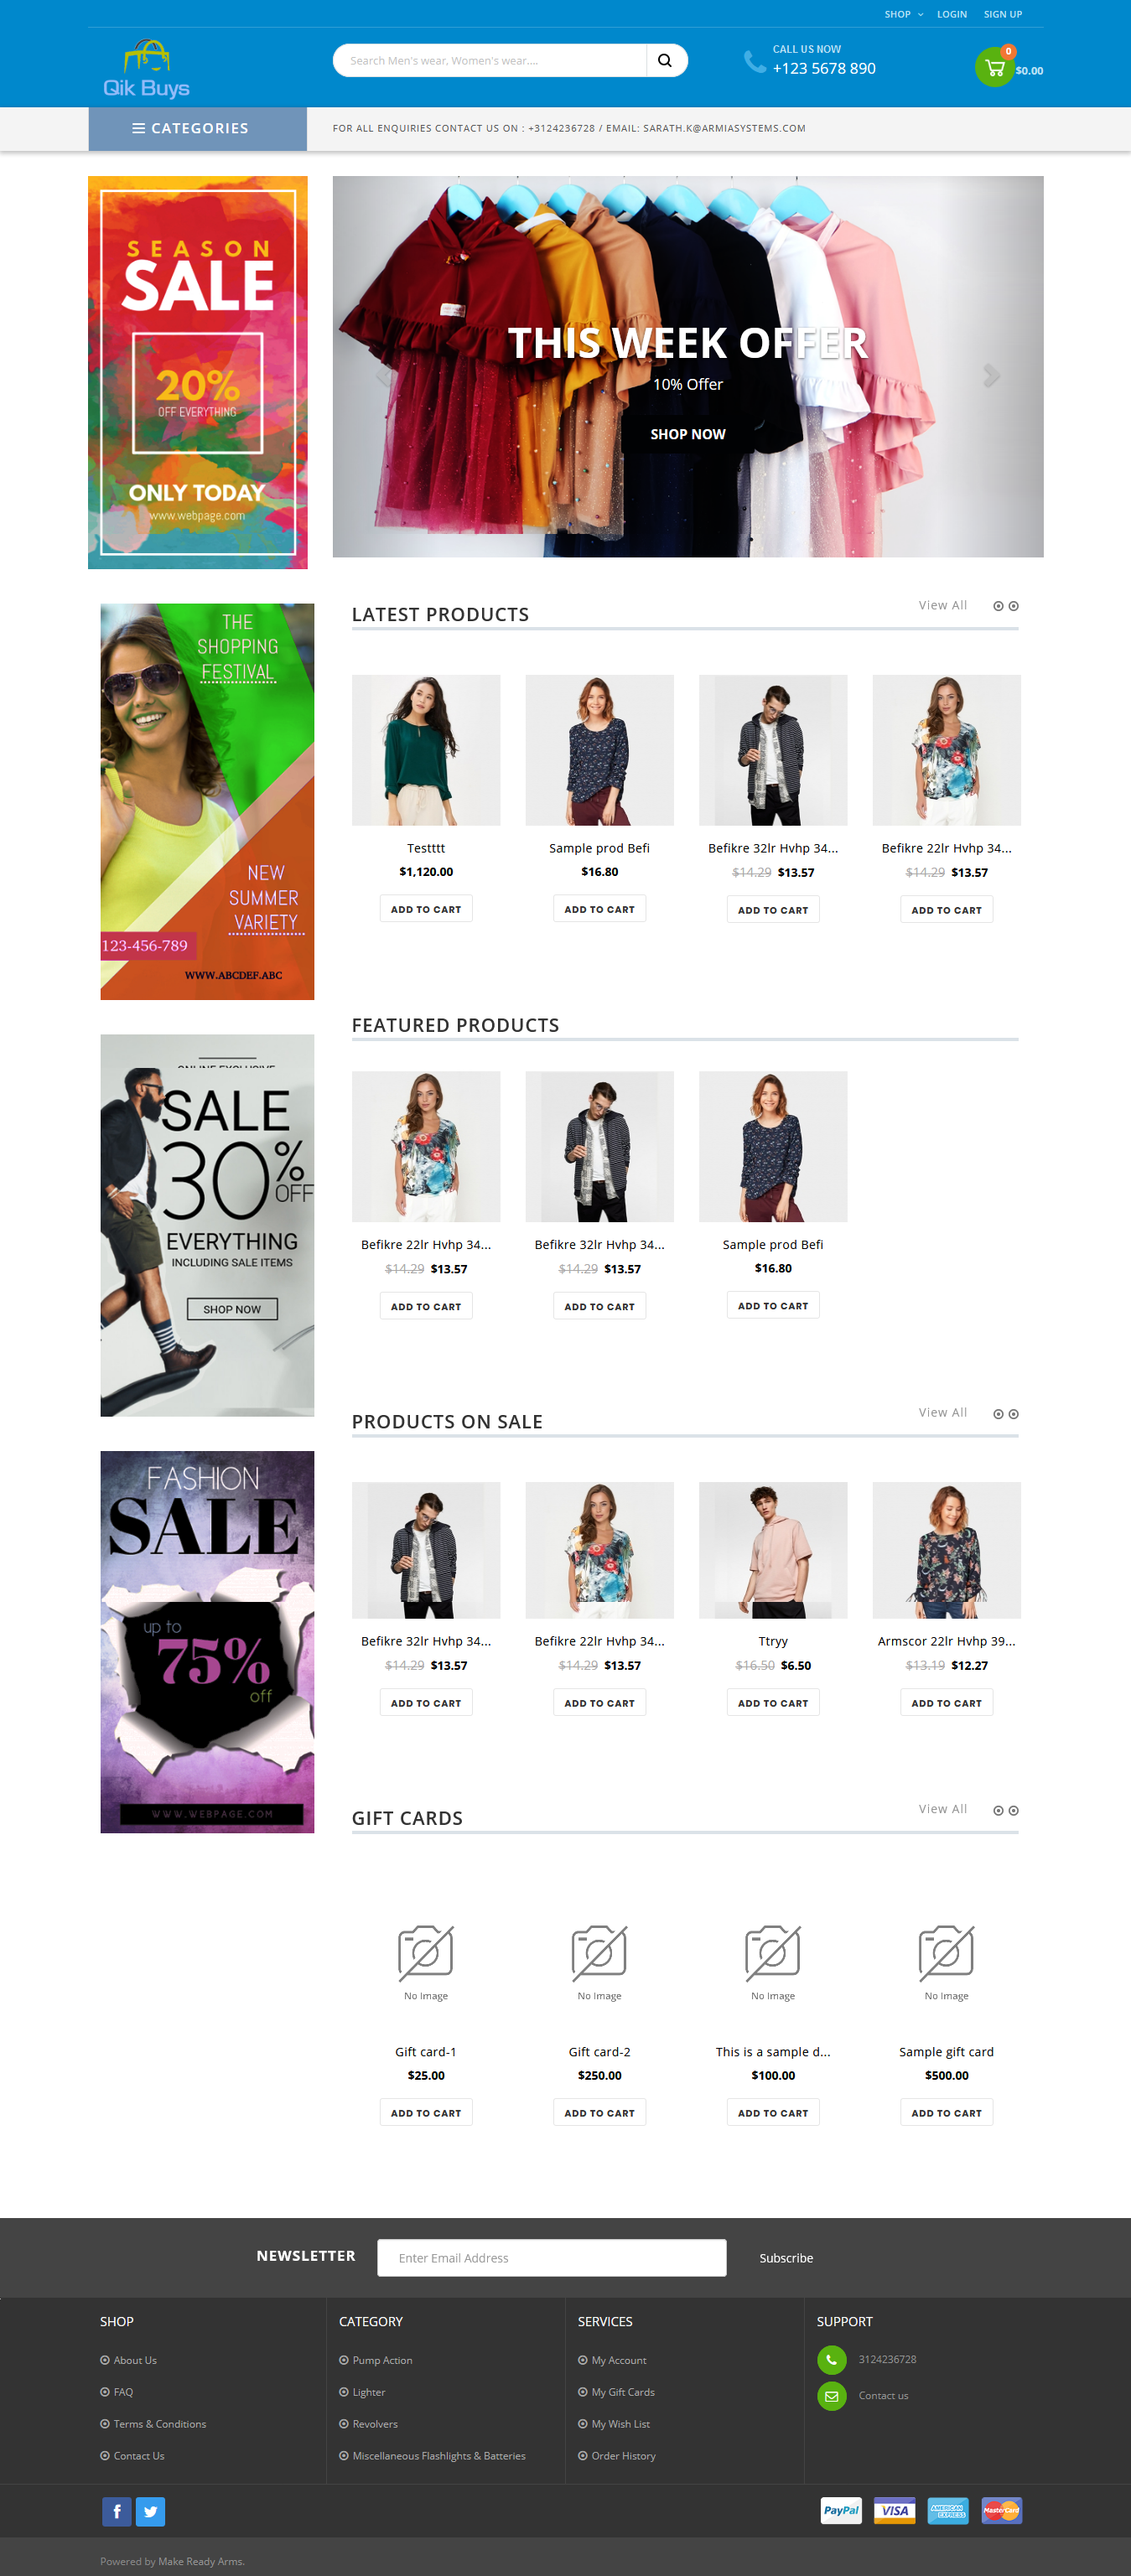 SHOP
LOGIN
SIGN UP
Qik Buys
Search Men's wear, Women's wear....
CALL US NOW
+123 5678 890
0
$0.00
CATEGORIES
FOR ALL ENQUIRIES CONTACT US ON : +3124236728 / EMAIL: SARATH.K@ARMIASYSTEMS.COM
SEASON
SALE
20%
OFF EVERYTHING
ONLY TODAY
www.webpage.com
THIS WEEK OFFER
10% Offer
SHOP NOW
THE
SHOPPING
FESTIVAL
NEW
SUMMER
VARIETY
123-456-789
WWW.ABCDEF.ABC
ONLINE EXCLUSIVE
SALE
30%
OFF
EVERYTHING
INCLUDING SALE ITEMS
SHOP NOW
FASHION
SALE
up to
75%
off
WWW.WEBPAGE.COM
LATEST PRODUCTS
View All
Testttt
$1,120.00
ADD TO CART
Sample prod Befi
$16.80
ADD TO CART
Befikre 32lr Hvhp 34...
$14.29 $13.57
ADD TO CART
Befikre 22lr Hvhp 34...
$14.29 $13.57
ADD TO CART
FEATURED PRODUCTS
Befikre 22lr Hvhp 34...
$14.29 $13.57
ADD TO CART
Befikre 32lr Hvhp 34...
$14.29 $13.57
ADD TO CART
Sample prod Befi
$16.80
ADD TO CART
PRODUCTS ON SALE
View All
Befikre 32lr Hvhp 34...
$14.29 $13.57
ADD TO CART
Befikre 22lr Hvhp 34...
$14.29 $13.57
ADD TO CART
Ttryy
$16.50 $6.50
ADD TO CART
Armscor 22lr Hvhp 39...
$13.19 $12.27
ADD TO CART
GIFT CARDS
View All
No Image
Gift card-1
$25.00
ADD TO CART
No Image
Gift card-2
$250.00
ADD TO CART
No Image
This is a sample d...
$100.00
ADD TO CART
No Image
Sample gift card
$500.00
ADD TO CART
NEWSLETTER
Enter Email Address
Subscribe
SHOP
About Us
FAQ
Terms & Conditions
Contact Us
CATEGORY
Pump Action
Lighter
Revolvers
Miscellaneous Flashlights & Batteries
SERVICES
My Account
My Gift Cards
My Wish List
Order History
SUPPORT
3124236728
Contact us
f
PayPal
VISA
AMERICAN EXPRESS
MasterCard
Powered by Make Ready Arms.